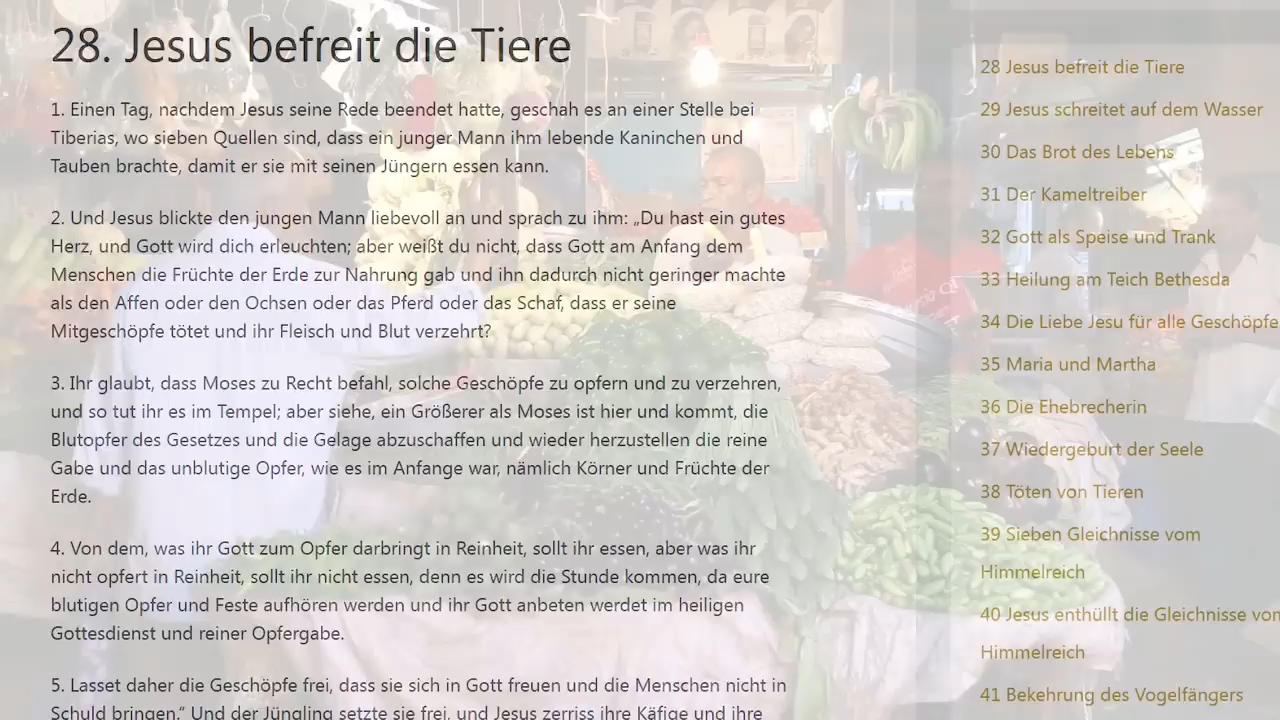 28. Jesus befreit die Tiere
1. Einen Tag, nachdem Jesus seine Rede beendet hatte, geschah es an einer Stelle bei
Tiberias, wo sieben Quellen sind, dass ein junger Mann ihm lebende Kaninchen und
Tauben brachte, damit er sie mit seinen Jüngern essen kann.
2. Und Jesus blickte den jungen Mann liebevoll an und sprach zu ihm: „Du hast ein gutes
Herz, und Gott wird dich erleuchten; aber weißt du nicht, dass Gott am Anfang dem
Menschen die Früchte der Erde zur Nahrung gab und ihn dadurch nicht geringer machte
als den Affen oder den Ochsen oder das Pferd oder das Schaf, dass er seine
Mitgeschöpfe tötet und ihr Fleisch und Blut verzehrt?
3. Ihr glaubt, dass Moses zu Recht befahl, solche Geschöpfe zu opfern und zu verzehren,
und so tut ihr es im Tempel; aber siehe, ein Größerer als Moses ist hier und kommt, die
Blutopfer des Gesetzes und die Gelage abzuschaffen und wieder herzustellen die reine
Gabe und das unblutige Opfer, wie es im Anfange war, nämlich Körner und Früchte der
Erde.
4. Von dem, was ihr Gott zum Opfer darbringt in Reinheit, sollt ihr essen, aber was ihr
nicht opfert in Reinheit, sollt ihr nicht essen, denn es wird die Stunde kommen, da eure
blutigen Opfer und Feste aufhören werden und ihr Gott anbeten werdet im heiligen
Gottesdienst und reiner Opfergabe.
5. Lasset daher die Geschöpfe frei, dass sie sich in Gott freuen und die Menschen nicht in
Schuld bringen.“ Und der Jüngling setzte sie frei, und Jesus zerriss ihre Käfige und ihre
28 Jesus befreit die Tiere
29 Jesus schreitet auf dem Wasser
30 Das Brot des Lebens
31 Der Kameltreiber
32 Gott als Speise und Trank
33 Heilung am Teich Bethesda
34 Die Liebe Jesu für alle Geschöpfe
35 Maria und Martha
36 Die Ehebrecherin
37 Wiedergeburt der Seele
38 Töten von Tieren
39 Sieben Gleichnisse vom
Himmelreich
40 Jesus enthüllt die Gleichnisse vom
Himmelreich
41 Bekehrung des Vogelfängers